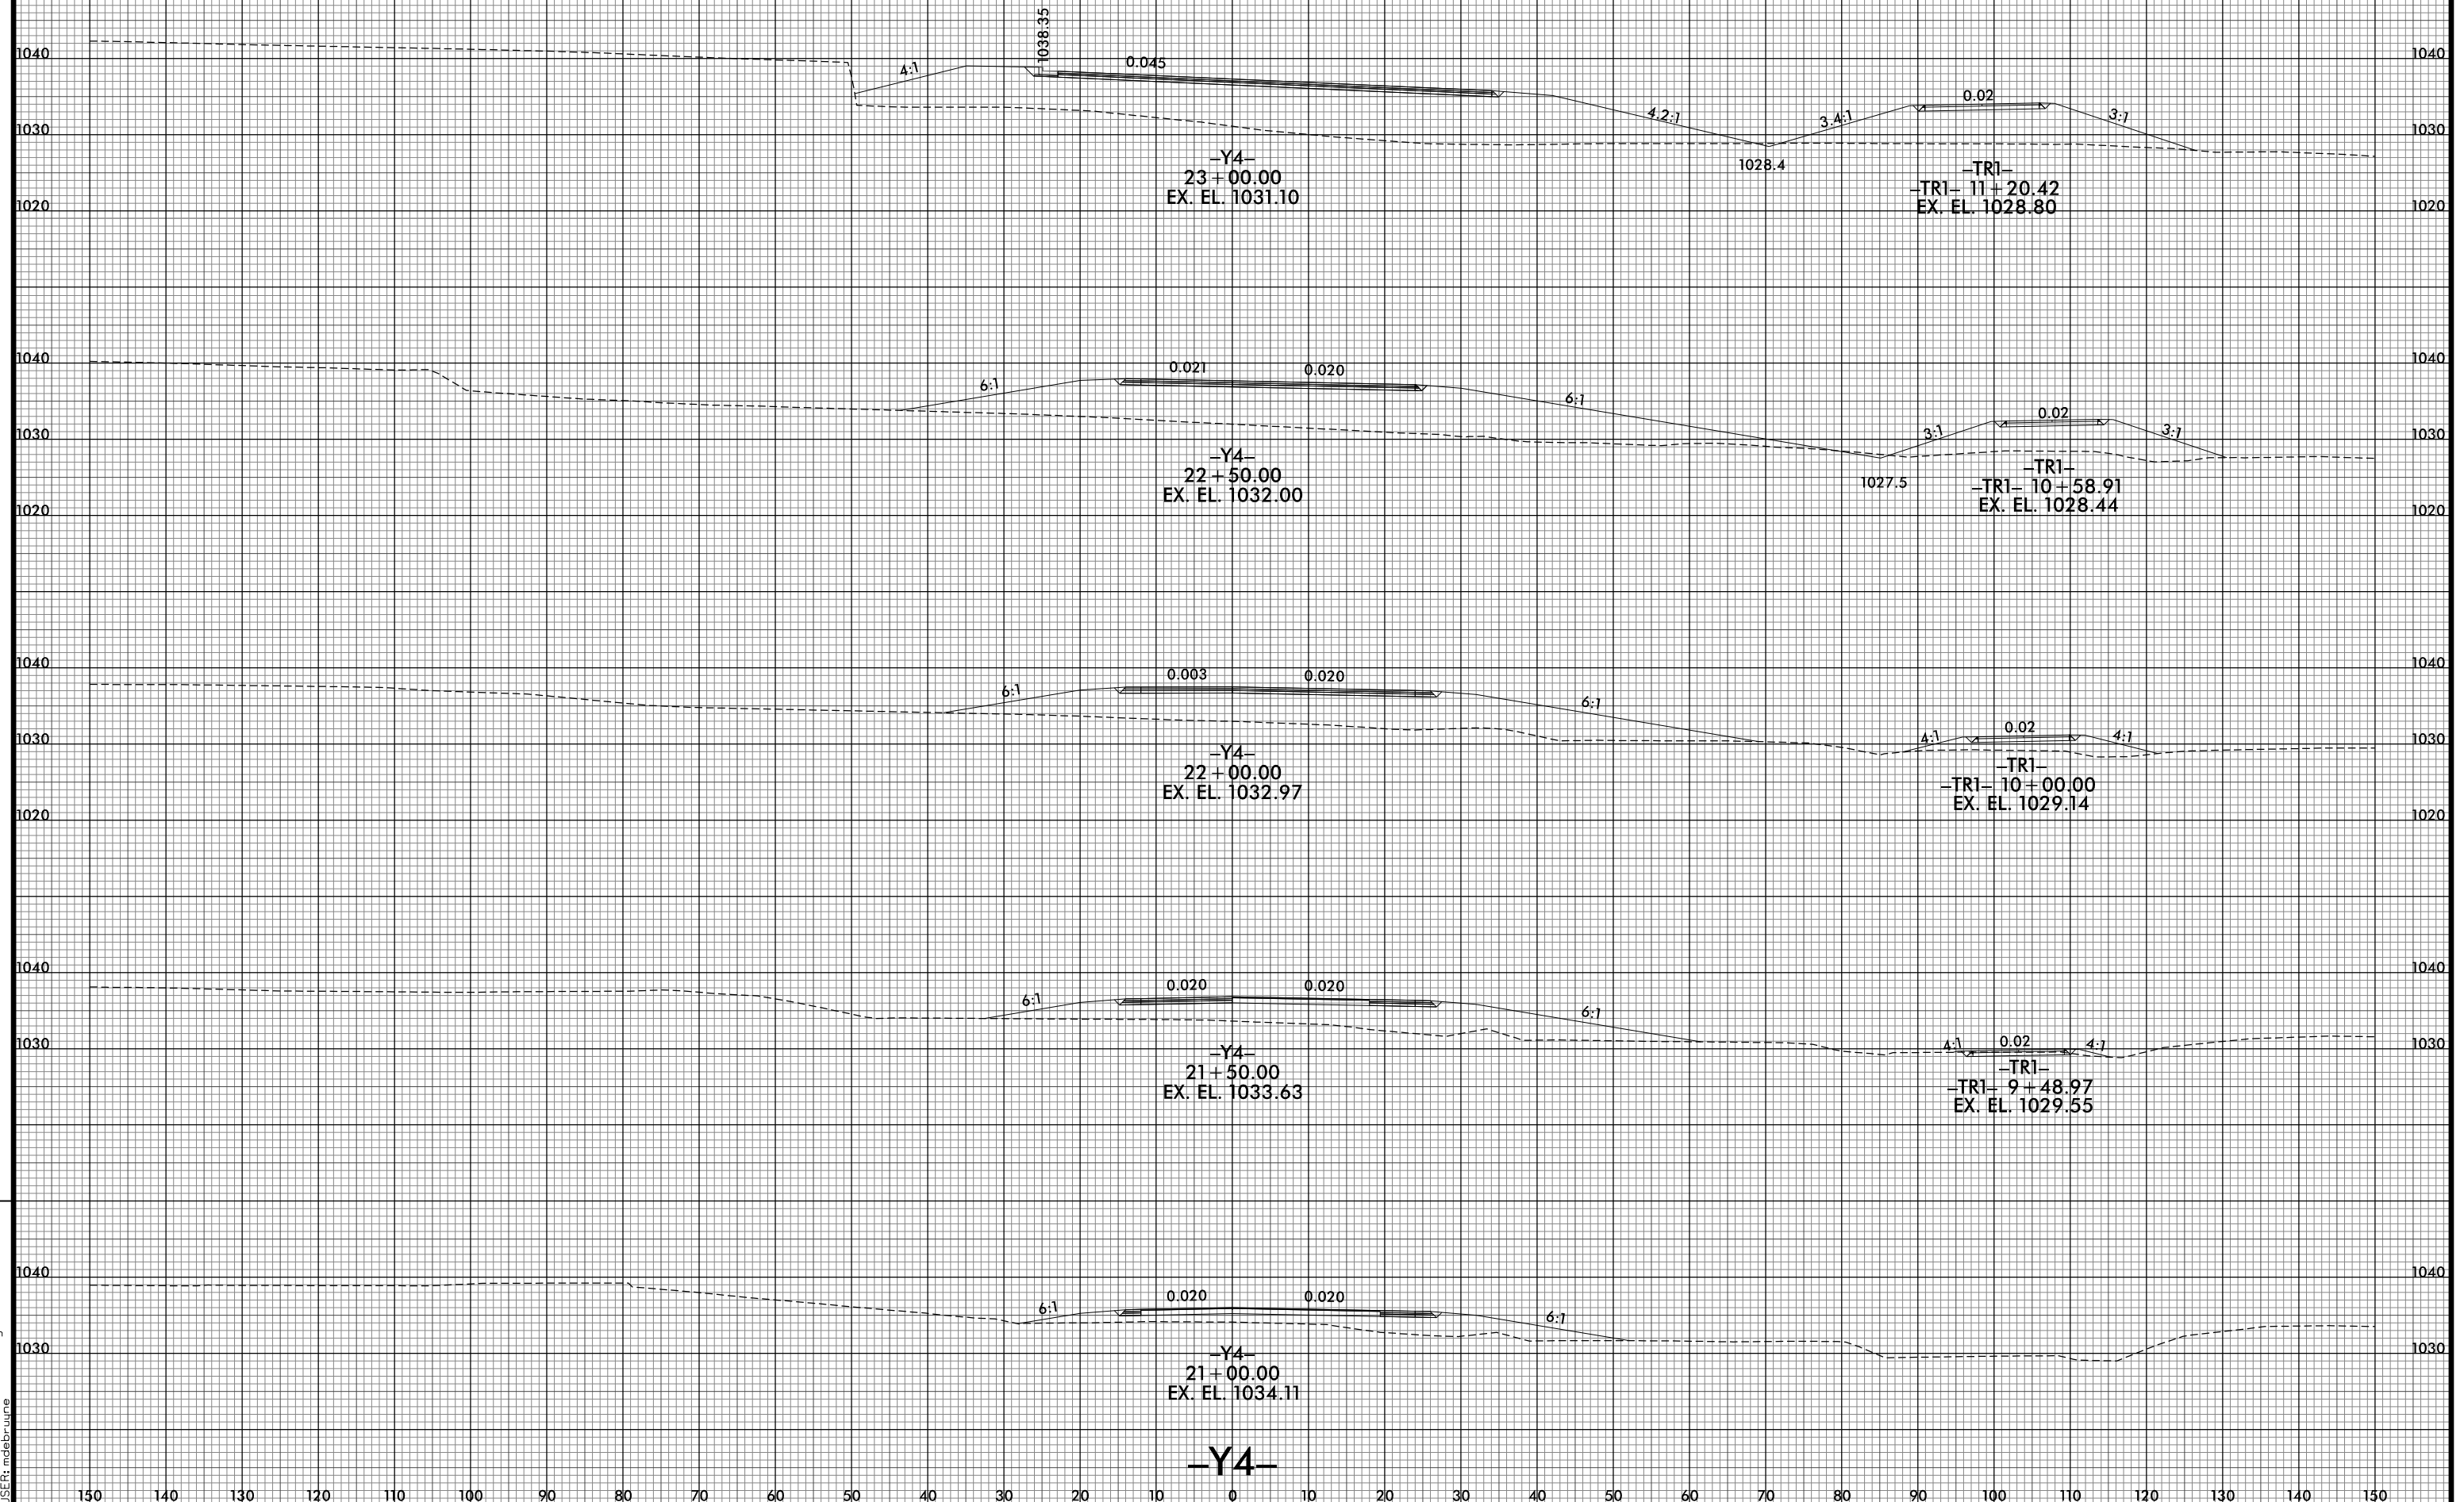 1038.35
1040 4:1 0.045 1040
4.2:1 3.4:1 0.02 3:1
1030 1030
–Y4– 1028.4 –TR1–
23+00.00 –TR1– 11+20.42
EX. EL. 1031.10 EX. EL. 1028.80
1020 1020
1040 0.021 0.020 1040
6:1 6:1
1030 3:1 0.02 3:1 1030
–Y4– –TR1–
22+50.00 1027.5 –TR1– 10+58.91
EX. EL. 1032.00 EX. EL. 1028.44
1020 1020
1040 0.003 0.020 1040
6:1 6:1
1030 4:1 0.02 4:1 1030
–Y4– –TR1–
22+00.00 –TR1– 10+00.00
EX. EL. 1032.97 EX. EL. 1029.14
1020 1020
1040 1040
6:1 0.020 0.020 6:1
1030 4:1 0.02 4:1 1030
–Y4– –TR1–
21+50.00 –TR1– 9+48.97
EX. EL. 1033.63 EX. EL. 1029.55
1040 1040
6:1 0.020 0.020 6:1
1030 1030
–Y4–
21+00.00
EX. EL. 1034.11
–Y4–
150 140 130 120 110 100 90 80 70 60 50 40 30 20 10 0 10 20 30 40 50 60 70 80 90 100 110 120 130 140 150
USER: mdebruyne